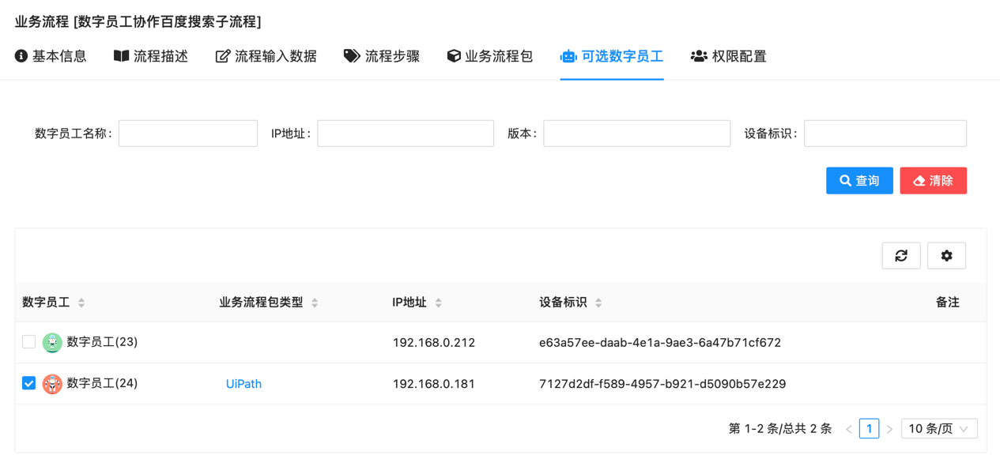 业务流程 [数字员工协作百度搜索子流程]
基本信息 流程描述 流程输入数据 流程步骤 业务流程包 可选数字员工 权限配置
数字员工名称: IP地址: 版本: 设备标识:
查询 清除
数字员工 业务流程包类型 IP地址 设备标识 备注
数字员工(23) 192.168.0.212 e63a57ee-daab-4e1a-9ae3-6a47b71cf672
数字员工(24) UiPath 192.168.0.181 7127d2df-f589-4957-b921-d5090b57e229
第 1-2 条/总共 2 条 < 1 > 10 条/页